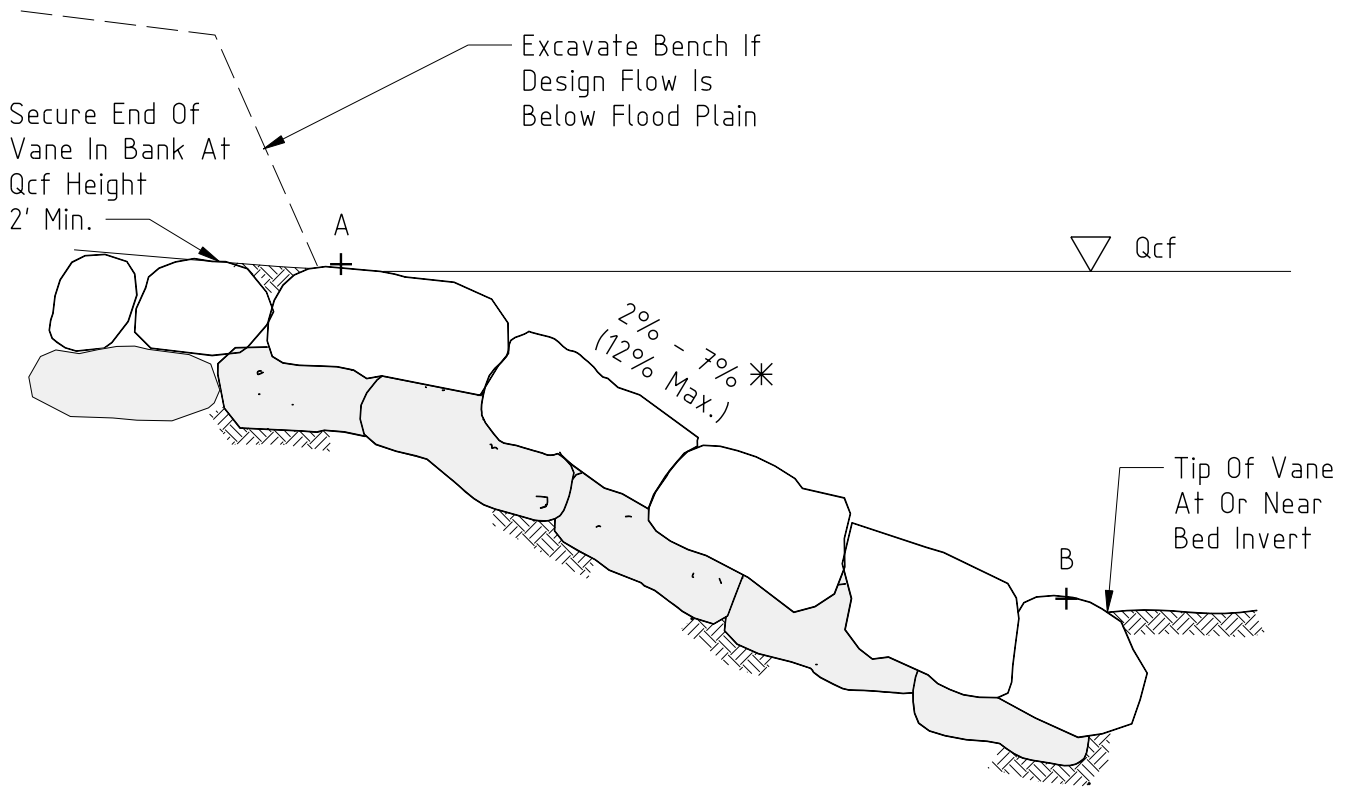 Excavate Bench If
Design Flow Is
Below Flood Plain
Secure End Of
Vane In Bank At
Qcf Height
2' Min.
A
Qcf
2% - 7% *
(12% Max.)
Tip Of Vane
At Or Near
Bed Invert
B